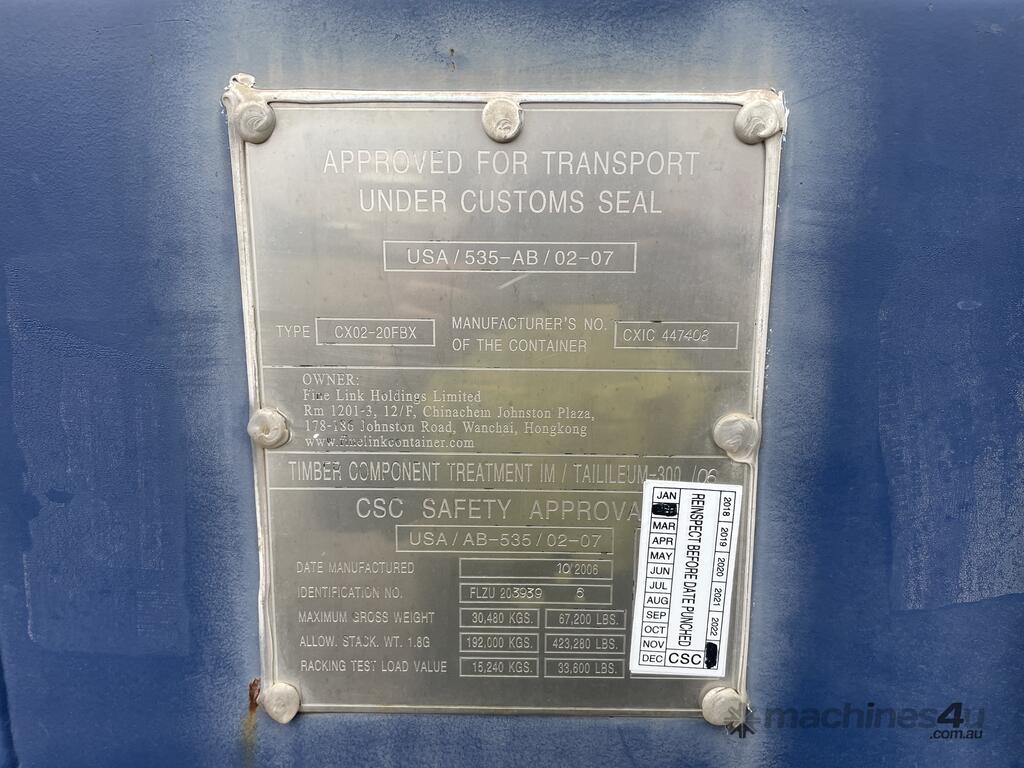 APPROVED FOR TRANSPORT
UNDER CUSTOMS SEAL
USA/535-AB/02-07
TYPE CX02-20FBX MANUFACTURER'S NO. OF THE CONTAINER CXIC 447408
OWNER:
Fine Link Holdings Limited
Rm 1201-3, 12/F, Chinachem Johnston Plaza,
178-186 Johnston Road, Wanchai, Hongkong
www.finelinkcontainer.com
TIMBER COMPONENT TREATMENT IM / TAILILEUM-300 /06
CSC SAFETY APPROVA
USA/AB-535/02-07
DATE MANUFACTURED 10/2006
IDENTIFICATION NO. FLZU 203939 6
MAXIMUM GROSS WEIGHT 30,480 KGS. 67,200 LBS.
ALLOW. STACK. WT. 1.8G 192,000 KGS. 423,280 LBS.
RACKING TEST LOAD VALUE 15,240 KGS. 33,600 LBS.
JAN
MAR
APR
MAY
JUN
JUL
AUG
SEP
OCT
NOV
DEC
REINSPECT BEFORE DATE PUNCHED
CSC
2018 2019 2020 2021 2022
machines4u
.com.au